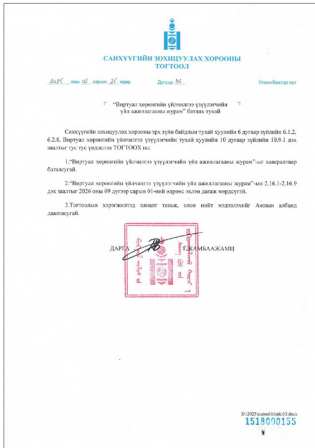 САНХҮҮГИЙН ЗОХИЦУУЛАХ ХОРООНЫ
ТОГТООЛ
2025 оны 02 сарын 25 өдөр Дугаар Улаанбаатар хот
"Виртуал хөрөнгийн үйлчилгээ үзүүлэгчийн
үйл ажиллагааны журам" батлах тухай
Санхүүгийн зохицуулах хорооны эрх зүйн байдлын тухай хуулийн 6 дугаар зүйлийн 6.1.2,
6.2.8, Виртуал хөрөнгийн үйлчилгээ үзүүлэгчийн тухай хуулийн 10 дугаар зүйлийн 10.9.1 дэх
заалтыг тус тус үндэслэн ТОГТООХ нь:
1."Виртуал хөрөнгийн үйлчилгээ үзүүлэгчийн үйл ажиллагааны журам"-ыг хавсралтаар
баталсугай.
2."Виртуал хөрөнгийн үйлчилгээ үзүүлэгчийн үйл ажиллагааны журам"-ын 2.16.1-2.16.9
дэх заалтыг 2026 оны 09 дүгээр сарын 01-ний өдрөөс эхлэн дагаж мөрдсүгэй.
3.Тогтоолын хэрэгжилтэд хяналт тавьж, олон нийтэд мэдээлэхийг Ажлын албанд
даалгасугай.
ДАРГА Т.ЖАМБААЖАМЦ
1518000155